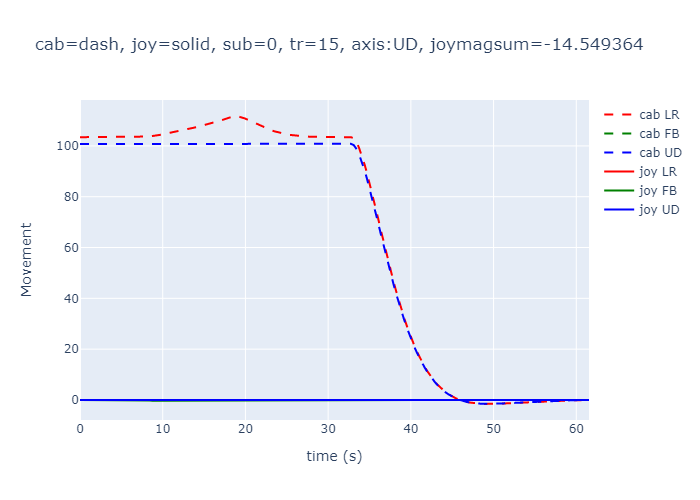 cab=dash, joy=solid, sub=0, tr=15, axis:UD, joymagsum=-14.549364
cab LR
cab FB
cab UD
joy LR
joy FB
joy UD
Movement
100
80
60
40
20
0
0 10 20 30 40 50 60
time (s)